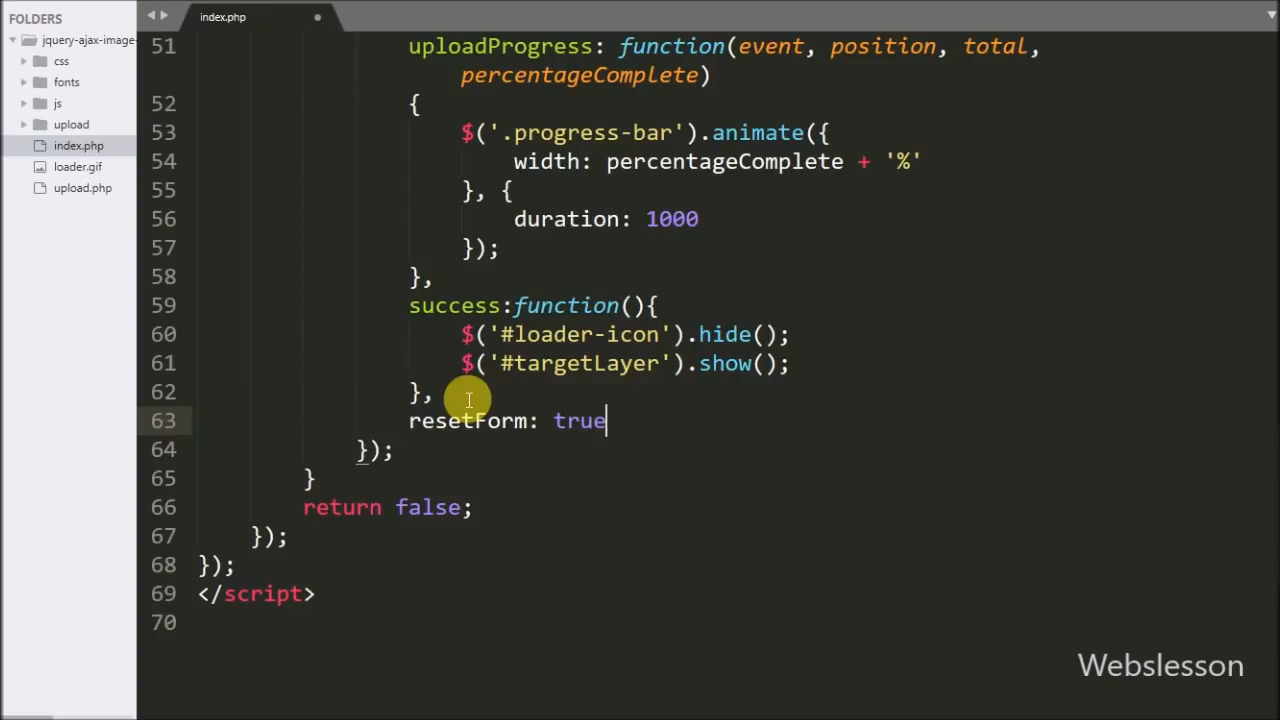 FOLDERS
jquery-ajax-image-
css
fonts
js
upload
index.php
loader.gif
upload.php
index.php
51 uploadProgress: function(event, position, total,
percentageComplete)
52 {
53 $('.progress-bar').animate({
54 width: percentageComplete + '%'
55 }, {
56 duration: 1000
57 });
58 },
59 success:function(){
60 $('#loader-icon').hide();
61 $('#targetLayer').show();
62 },
63 resetForm: true
64 });
65 }
66 return false;
67 });
68 });
69 </script>
70
Webslesson